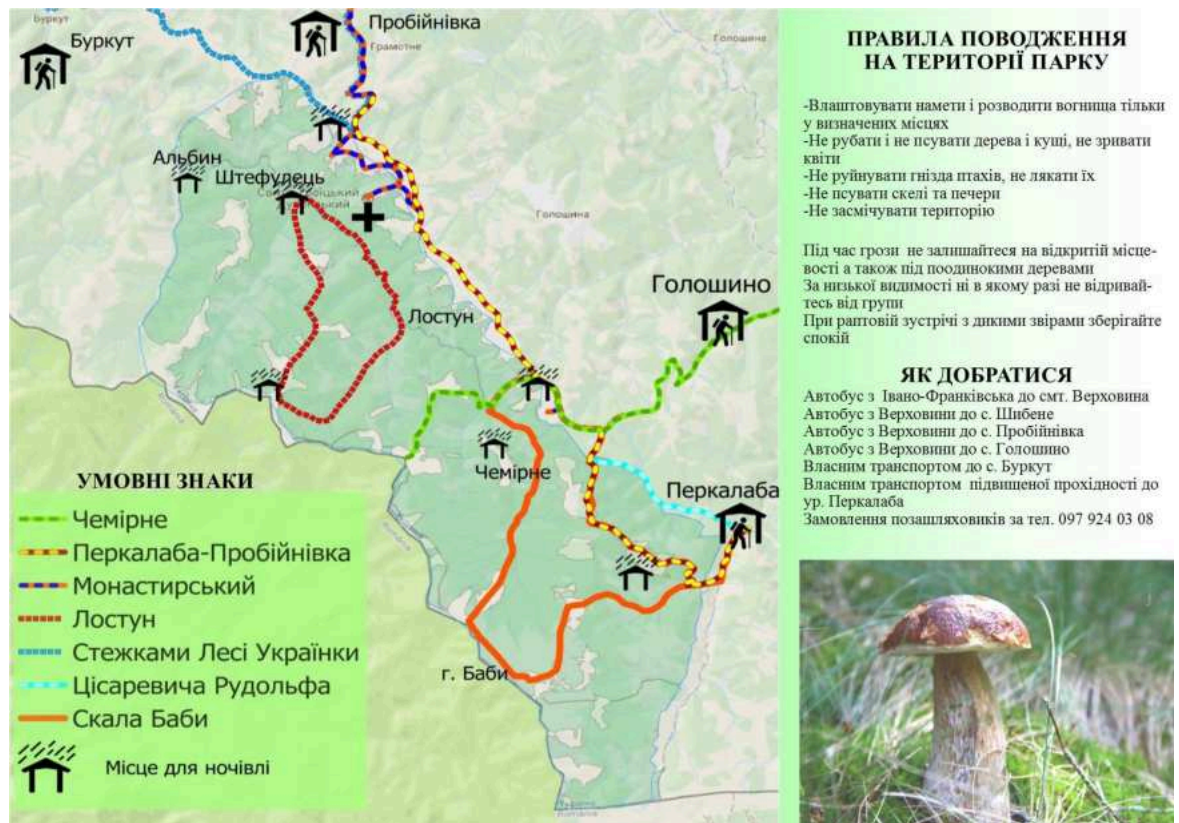 Буркут
Буркут
Пробійнівка
Грамотне
Голошина
Альбин
Штефулець
Голошина
Голошино
Лостун
Чемірне
Перкалаба
г. Баби
УМОВНІ ЗНАКИ
Чемірне
Перкалаба-Пробійнівка
Монастирський
Лостун
Стежками Лесі Українки
Цісаревича Рудольфа
Скала Баби
Місце для ночівлі
ПРАВИЛА ПОВОДЖЕННЯ
НА ТЕРИТОРІЇ ПАРКУ
-Влаштовувати намети і розводити вогнища тільки
у визначених місцях
-Не рубати і не псувати дерева і кущі, не зривати
квіти
-Не руйнувати гнізда птахів, не лякати їх
-Не псувати скелі та печери
-Не засмічувати територію
Під час грози не залишайтеся на відкритій місце-
вості а також під поодинокими деревами
За низької видимості ні в якому разі не відривай-
тесь від групи
При раптовій зустрічі з дикими звірами зберігайте
спокій
ЯК ДОБРАТИСЯ
Автобус з Івано-Франківська до смт. Верховина
Автобус з Верховини до с. Шибене
Автобус з Верховини до с. Пробійнівка
Автобус з Верховини до с. Голошино
Власним транспортом до с. Буркут
Власним транспортом підвищеної прохідності до
ур. Перкалаба
Замовлення позашляховиків за тел. 097 924 03 08